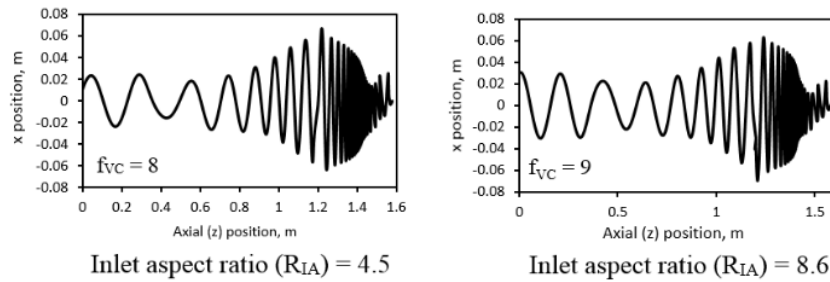 0.08
0.06
0.04
0.02
0
-0.02
-0.04
-0.06
-0.08
x position, m
fVC = 8
0 0.2 0.4 0.6 0.8 1 1.2 1.4 1.6
Axial (z) position, m
Inlet aspect ratio (RIA) = 4.5
0.08
0.06
0.04
0.02
0
-0.02
-0.04
-0.06
-0.08
x position, m
fVC = 9
0 0.5 1 1.5
Axial (z) position, m
Inlet aspect ratio (RIA) = 8.6